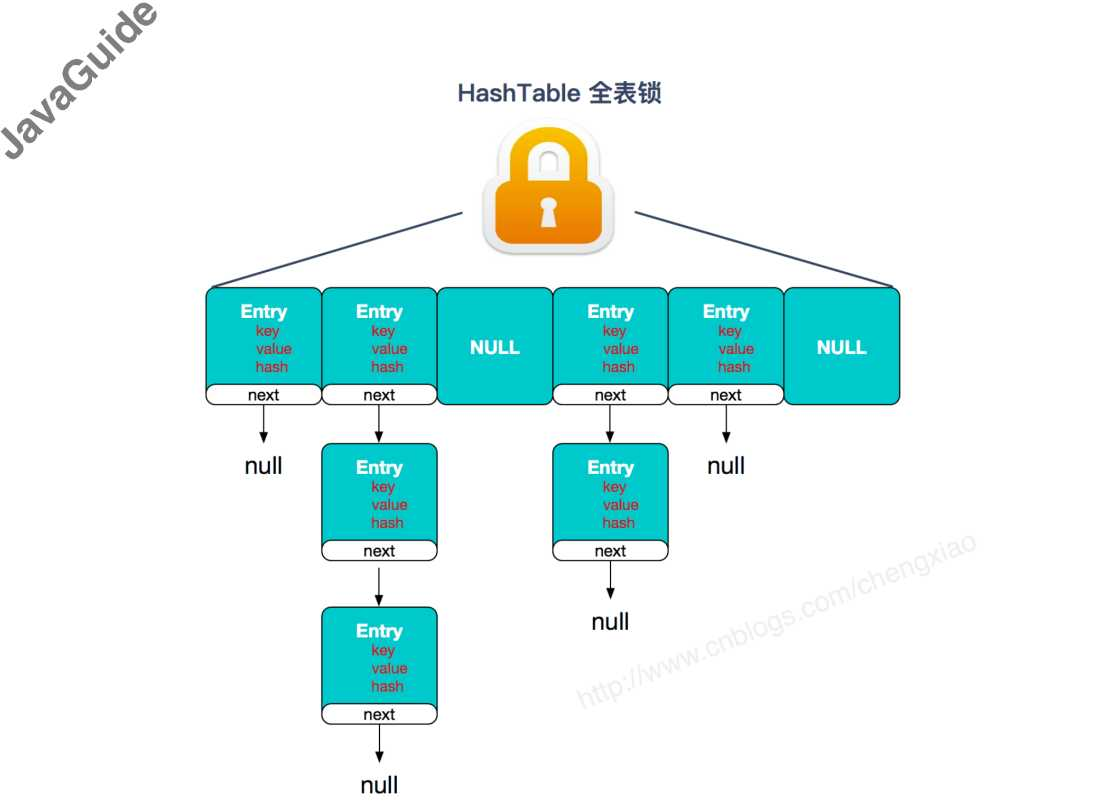 JavaGuide
HashTable 全表锁
Entry
key
value
hash
next
Entry
key
value
hash
next
NULL
Entry
key
value
hash
next
Entry
key
value
hash
next
NULL
null
Entry
key
value
hash
next
Entry
key
value
hash
next
null
null
Entry
key
value
hash
next
null
http://www.cnblogs.com/chengxiao